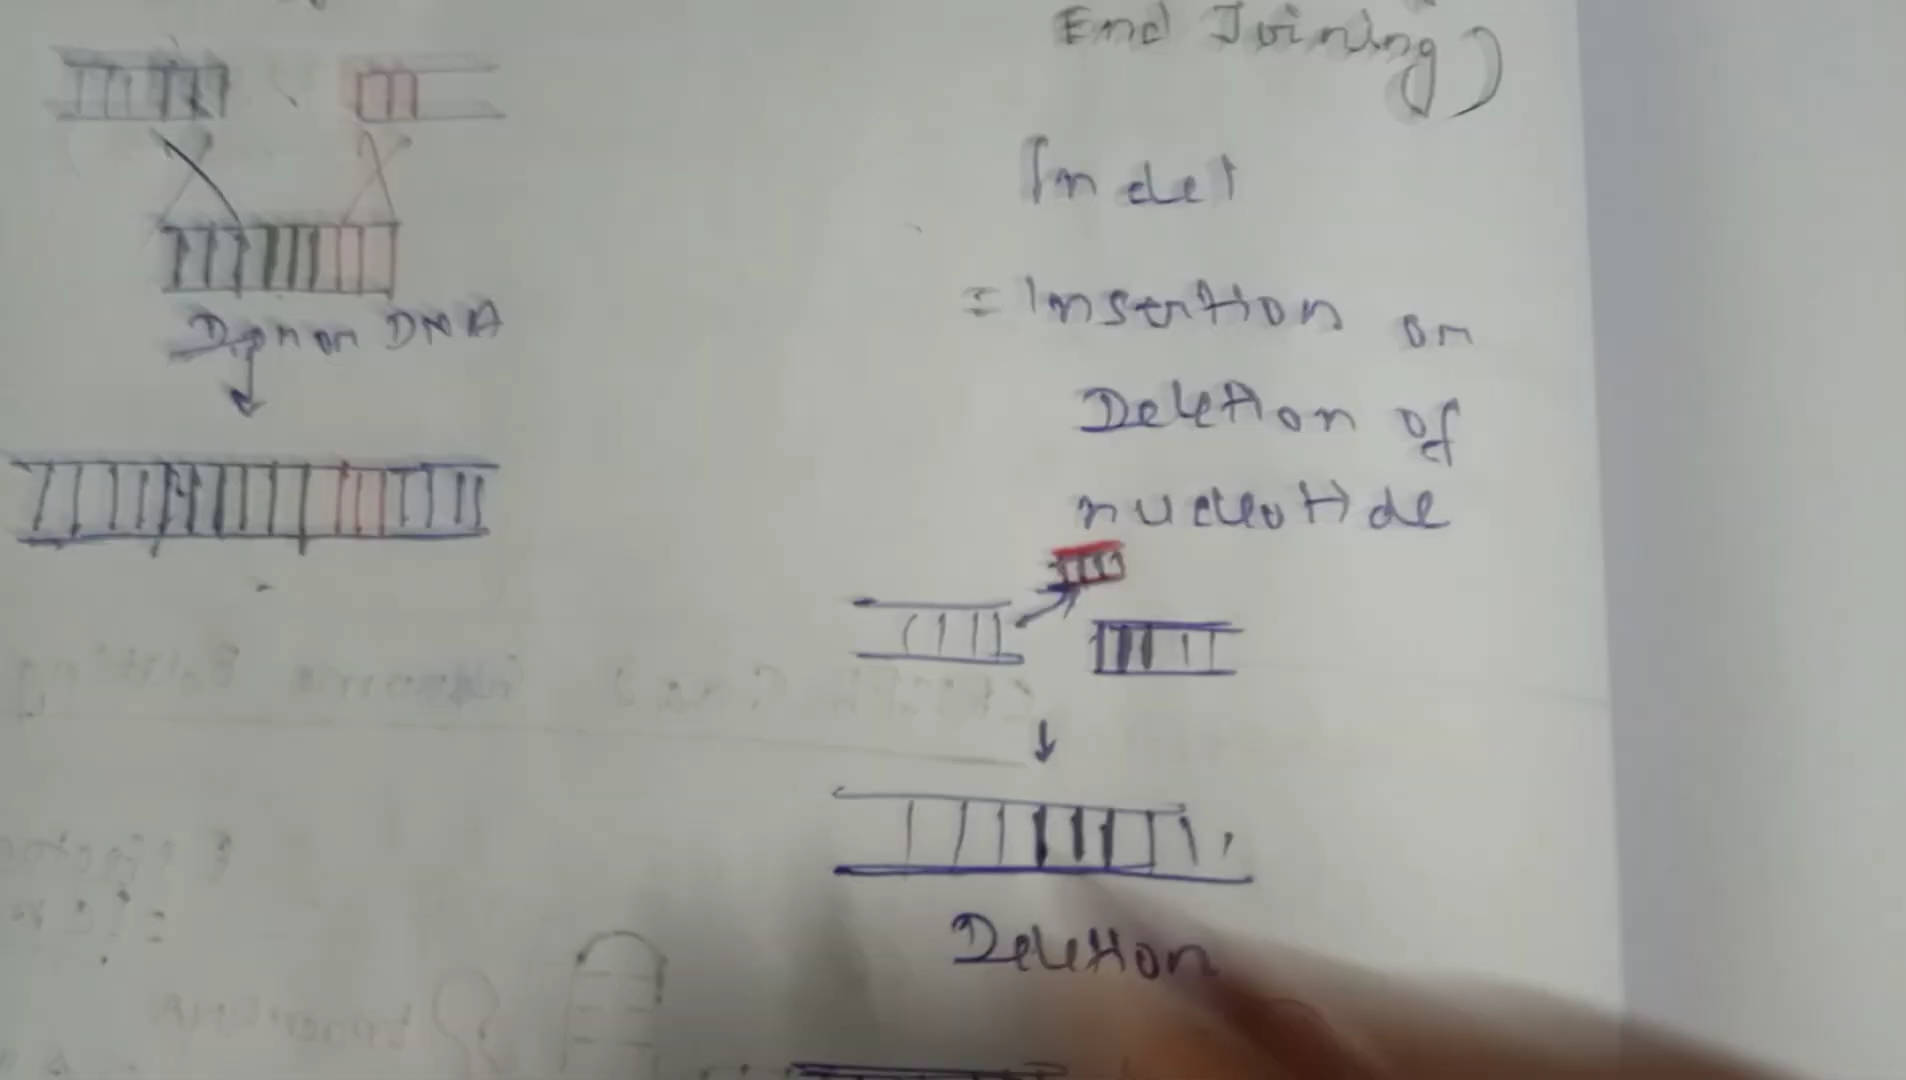 End Joining)
Indel
= Insertion or
Deletion of
nucleotide
Donor DNA
Deletion